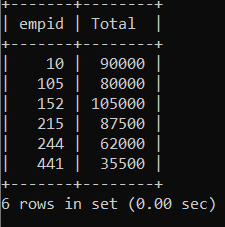 +-------+--------+
| empid | Total  |
+-------+--------+
|    10 |  90000 |
|   105 |  80000 |
|   152 | 105000 |
|   215 |  87500 |
|   244 |  62000 |
|   441 |  35500 |
+-------+--------+
6 rows in set (0.00 sec)